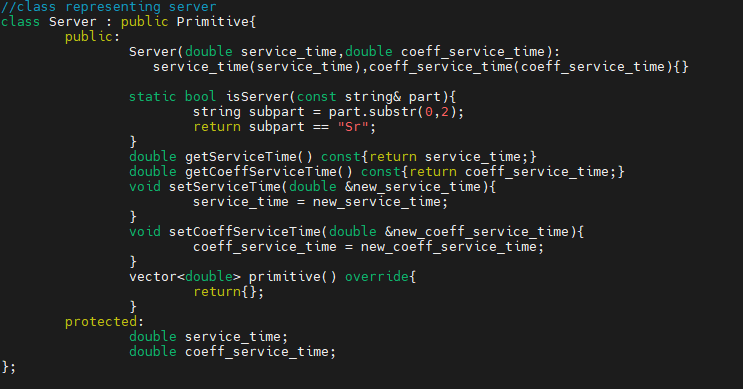 //class representing server
class Server : public Primitive{
        public:
                Server(double service_time,double coeff_service_time):
                   service_time(service_time),coeff_service_time(coeff_service_time){}

                static bool isServer(const string& part){
                        string subpart = part.substr(0,2);
                        return subpart == "Sr";
                }
                double getServiceTime() const{return service_time;}
                double getCoeffServiceTime() const{return coeff_service_time;}
                void setServiceTime(double &new_service_time){
                        service_time = new_service_time;
                }
                void setCoeffServiceTime(double &new_coeff_service_time){
                        coeff_service_time = new_coeff_service_time;
                }
                vector<double> primitive() override{
                        return{};
                }
        protected:
                double service_time;
                double coeff_service_time;
};